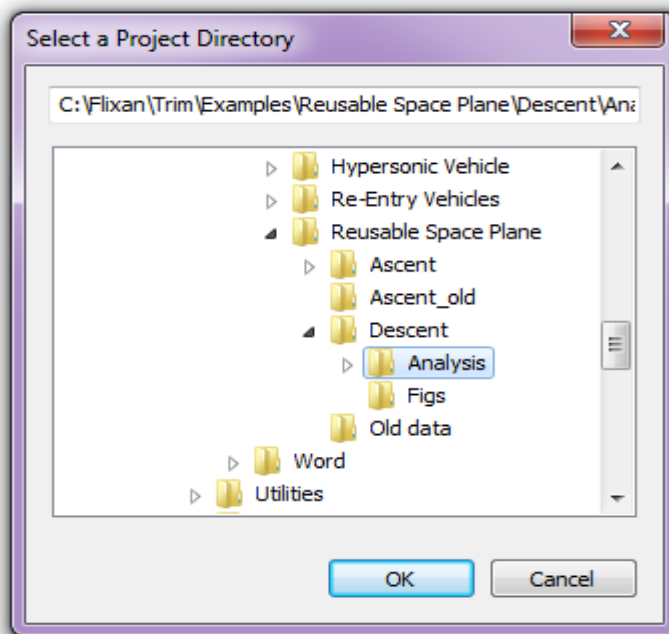 Select a Project Directory
C:\Flixan\Trim\Examples\Reusable Space Plane\Descent\Ana
Hypersonic Vehicle
Re-Entry Vehicles
Reusable Space Plane
Ascent
Ascent_old
Descent
Analysis
Figs
Old data
Word
Utilities
OK
Cancel